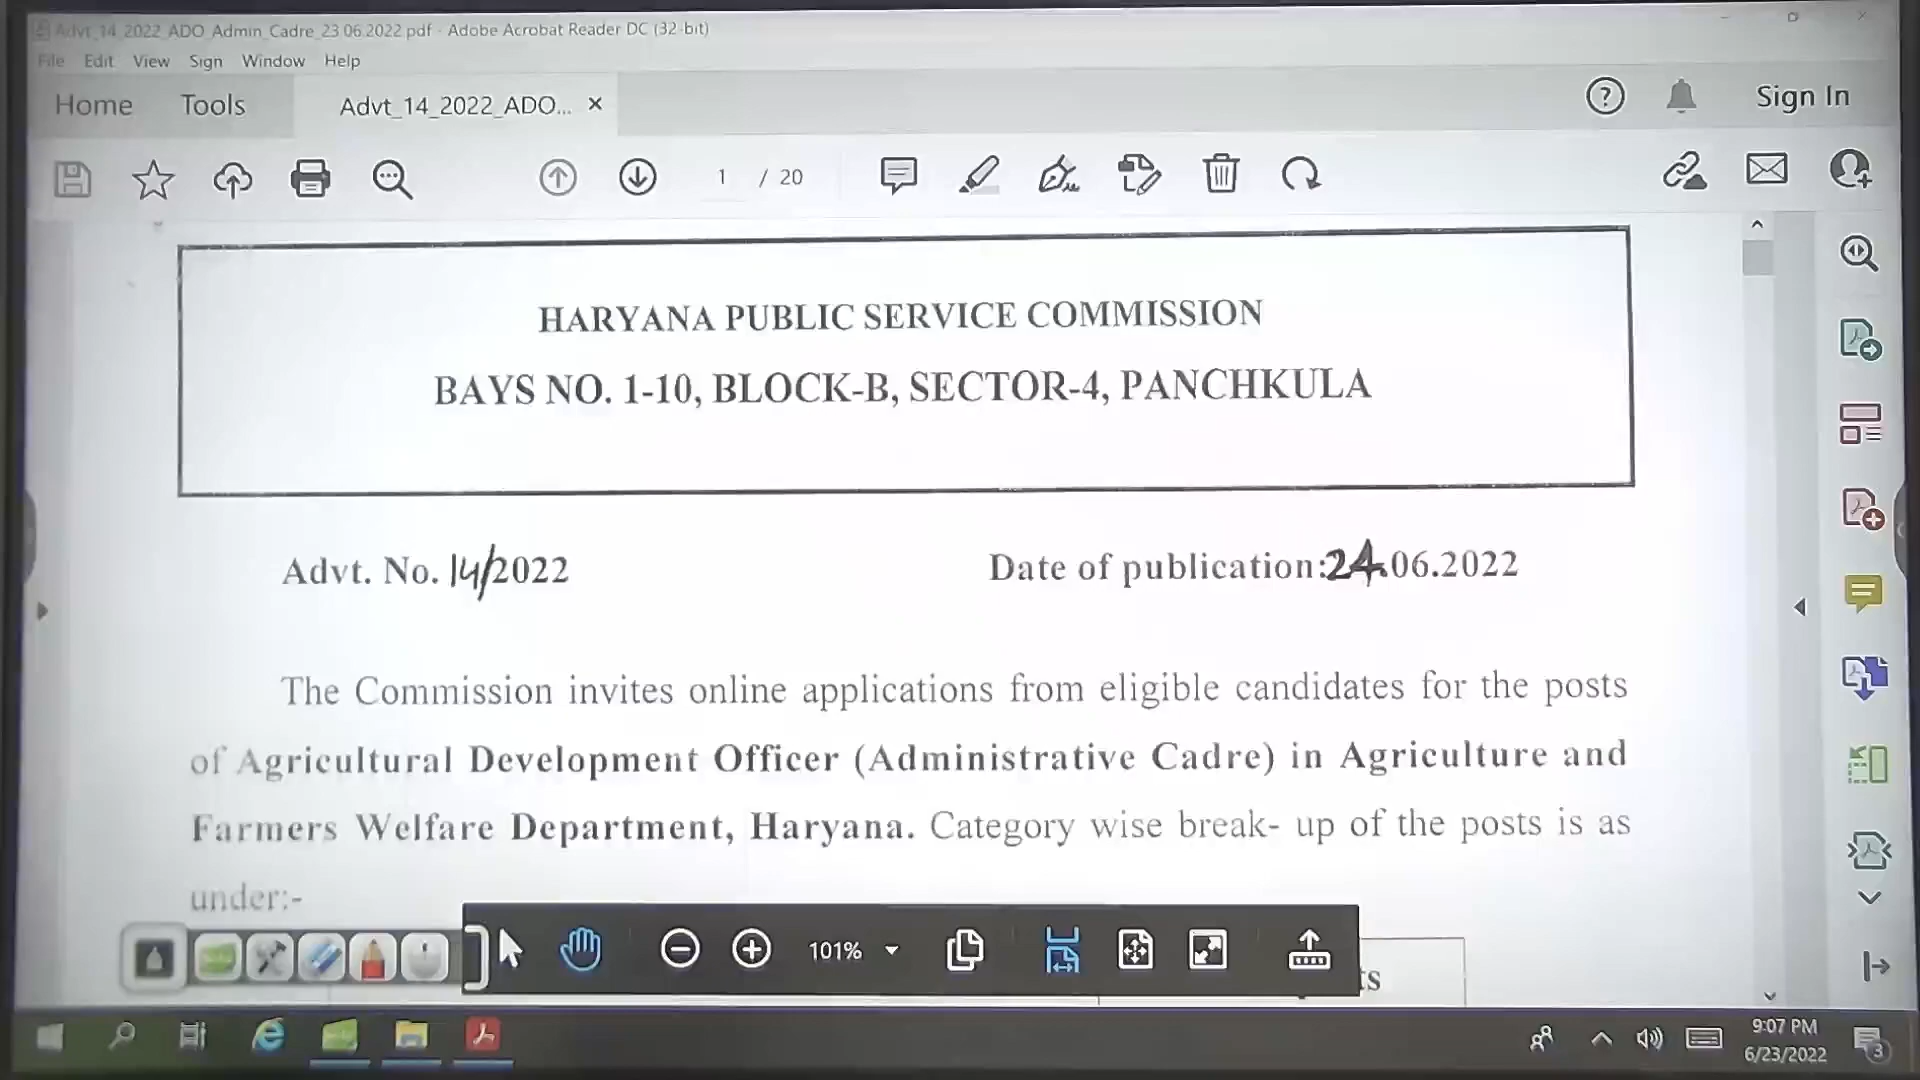 Advt_14_2022_ADO_Admin_Cadre_23.06.2022.pdf - Adobe Acrobat Reader DC (32-bit)
File Edit View Sign Window Help
Home Tools Advt_14_2022_ADO... × Sign In
1 / 20
HARYANA PUBLIC SERVICE COMMISSION
BAYS NO. 1-10, BLOCK-B, SECTOR-4, PANCHKULA
Advt. No. 14/2022 Date of publication:24.06.2022
The Commission invites online applications from eligible candidates for the posts
of Agricultural Development Officer (Administrative Cadre) in Agriculture and
Farmers Welfare Department, Haryana. Category wise break- up of the posts is as
under:-
101%
9:07 PM
6/23/2022
3